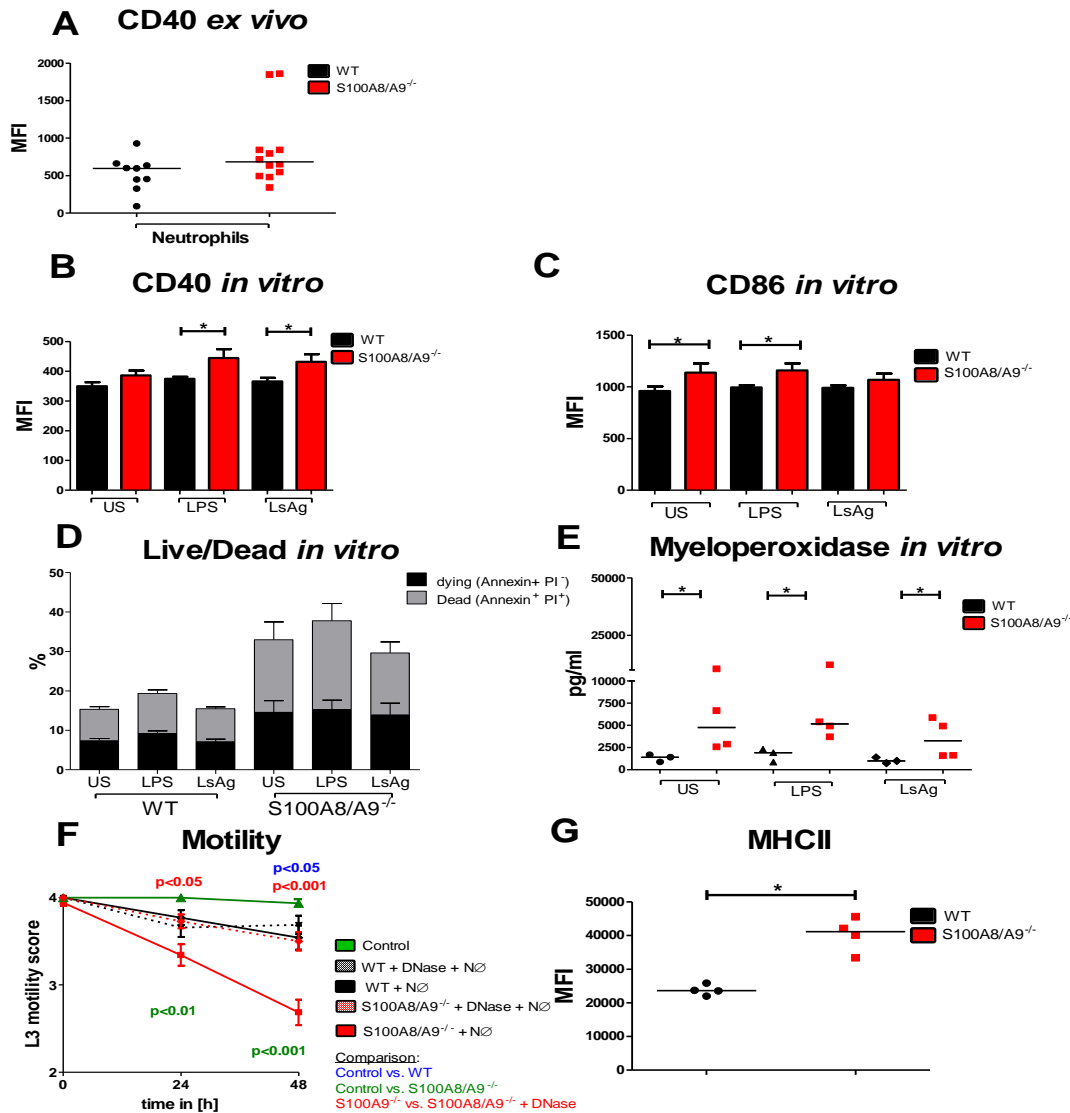 A CD40 ex vivo
2000
1500
1000
500
0
MFI
WT
S100A8/A9-/-
Neutrophils
B CD40 in vitro
500
400
300
200
100
0
MFI
* *
WT
S100A8/A9-/-
US LPS LsAg
C CD86 in vitro
1500
1000
500
0
MFI
* *
WT
S100A8/A9-/-
US LPS LsAg
D Live/Dead in vitro
50
40
30
20
10
0
%
dying (Annexin+ PI-)
Dead (Annexin+ PI+)
US LPS LsAg US LPS LsAg
WT S100A8/A9-/-
E Myeloperoxidase in vitro
50000
25000
10000
7500
5000
2500
0
pg/ml
* * *
WT
S100A8/A9-/-
US LPS LsAg
F Motility
p<0.05
p<0.05 p<0.001
4
3
2
L3 motility score
p<0.01
p<0.001
0 24 48
time in [h]
Control
WT + DNase + NØ
WT + NØ
S100A8/A9-/- + DNase + NØ
S100A8/A9-/- + NØ
Comparison:
Control vs. WT
Control vs. S100A8/A9-/-
S100A9-/- vs. S100A8/A9-/- + DNase
G MHCII
50000
40000
30000
20000
10000
0
MFI
*
WT
S100A8/A9-/-